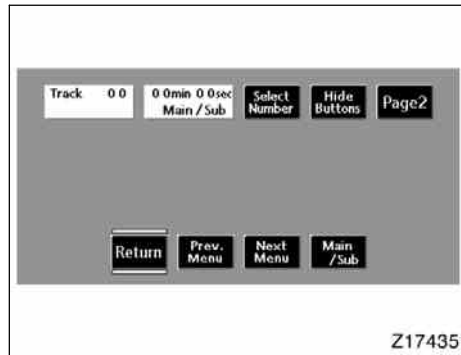 Track 0 0
0 0min 0 0sec
Main / Sub
Select
Number
Hide
Buttons
Page2
Return
Prev.
Menu
Next
Menu
Main
/Sub
Z17435